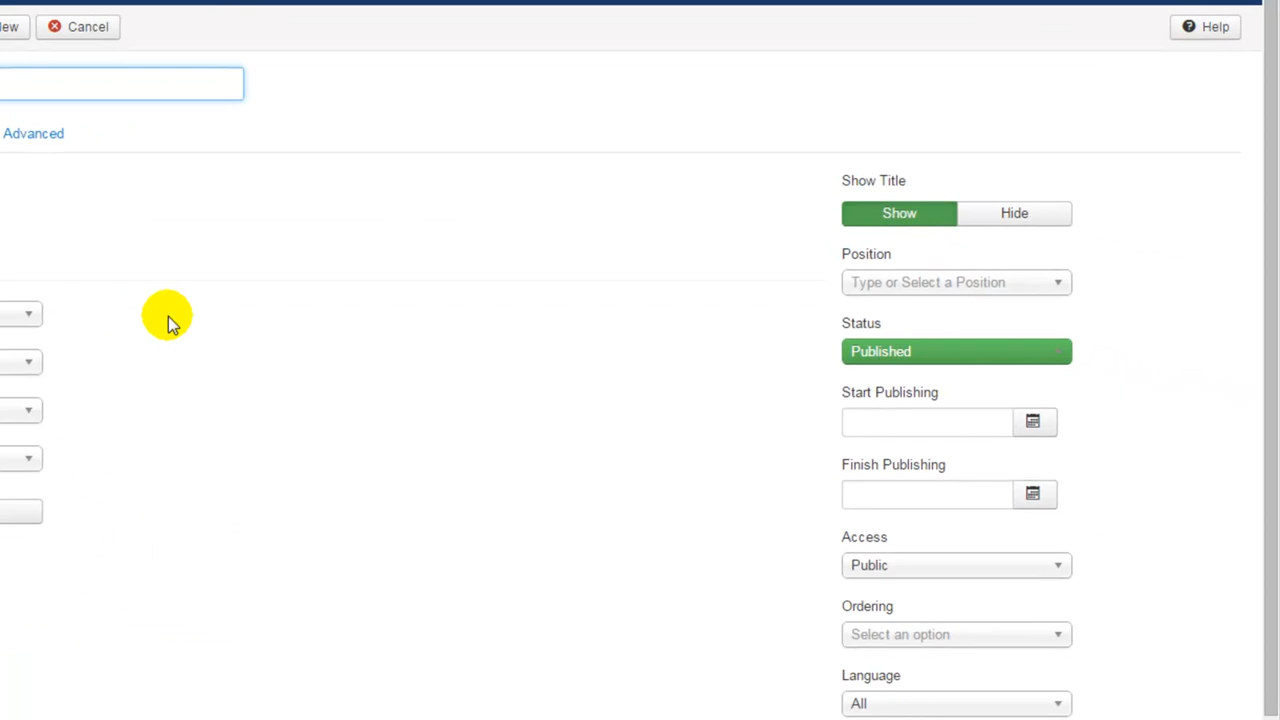 Cancel
Help
Advanced
Show Title
Show Hide
Position
Type or Select a Position
Status
Published
Start Publishing
Finish Publishing
Access
Public
Ordering
Select an option
Language
All